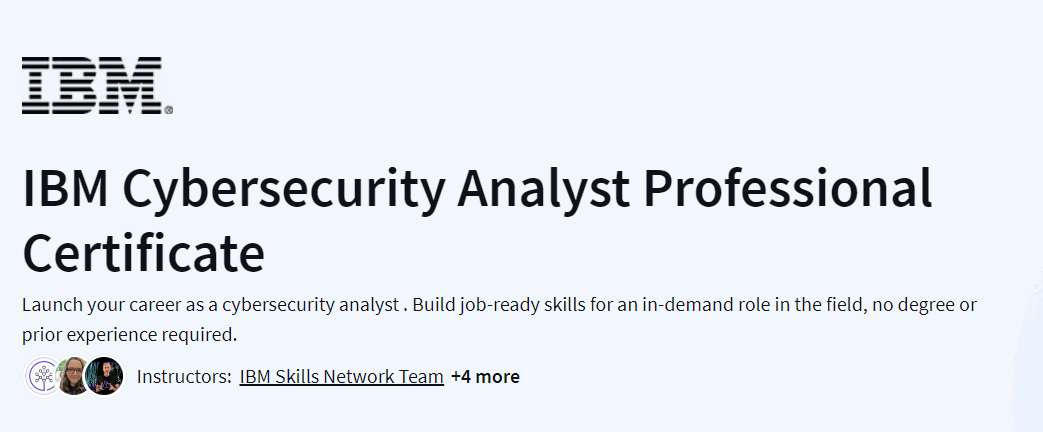 IBM®
IBM Cybersecurity Analyst Professional
Certificate
Launch your career as a cybersecurity analyst . Build job-ready skills for an in-demand role in the field, no degree or
prior experience required.
Instructors: IBM Skills Network Team +4 more